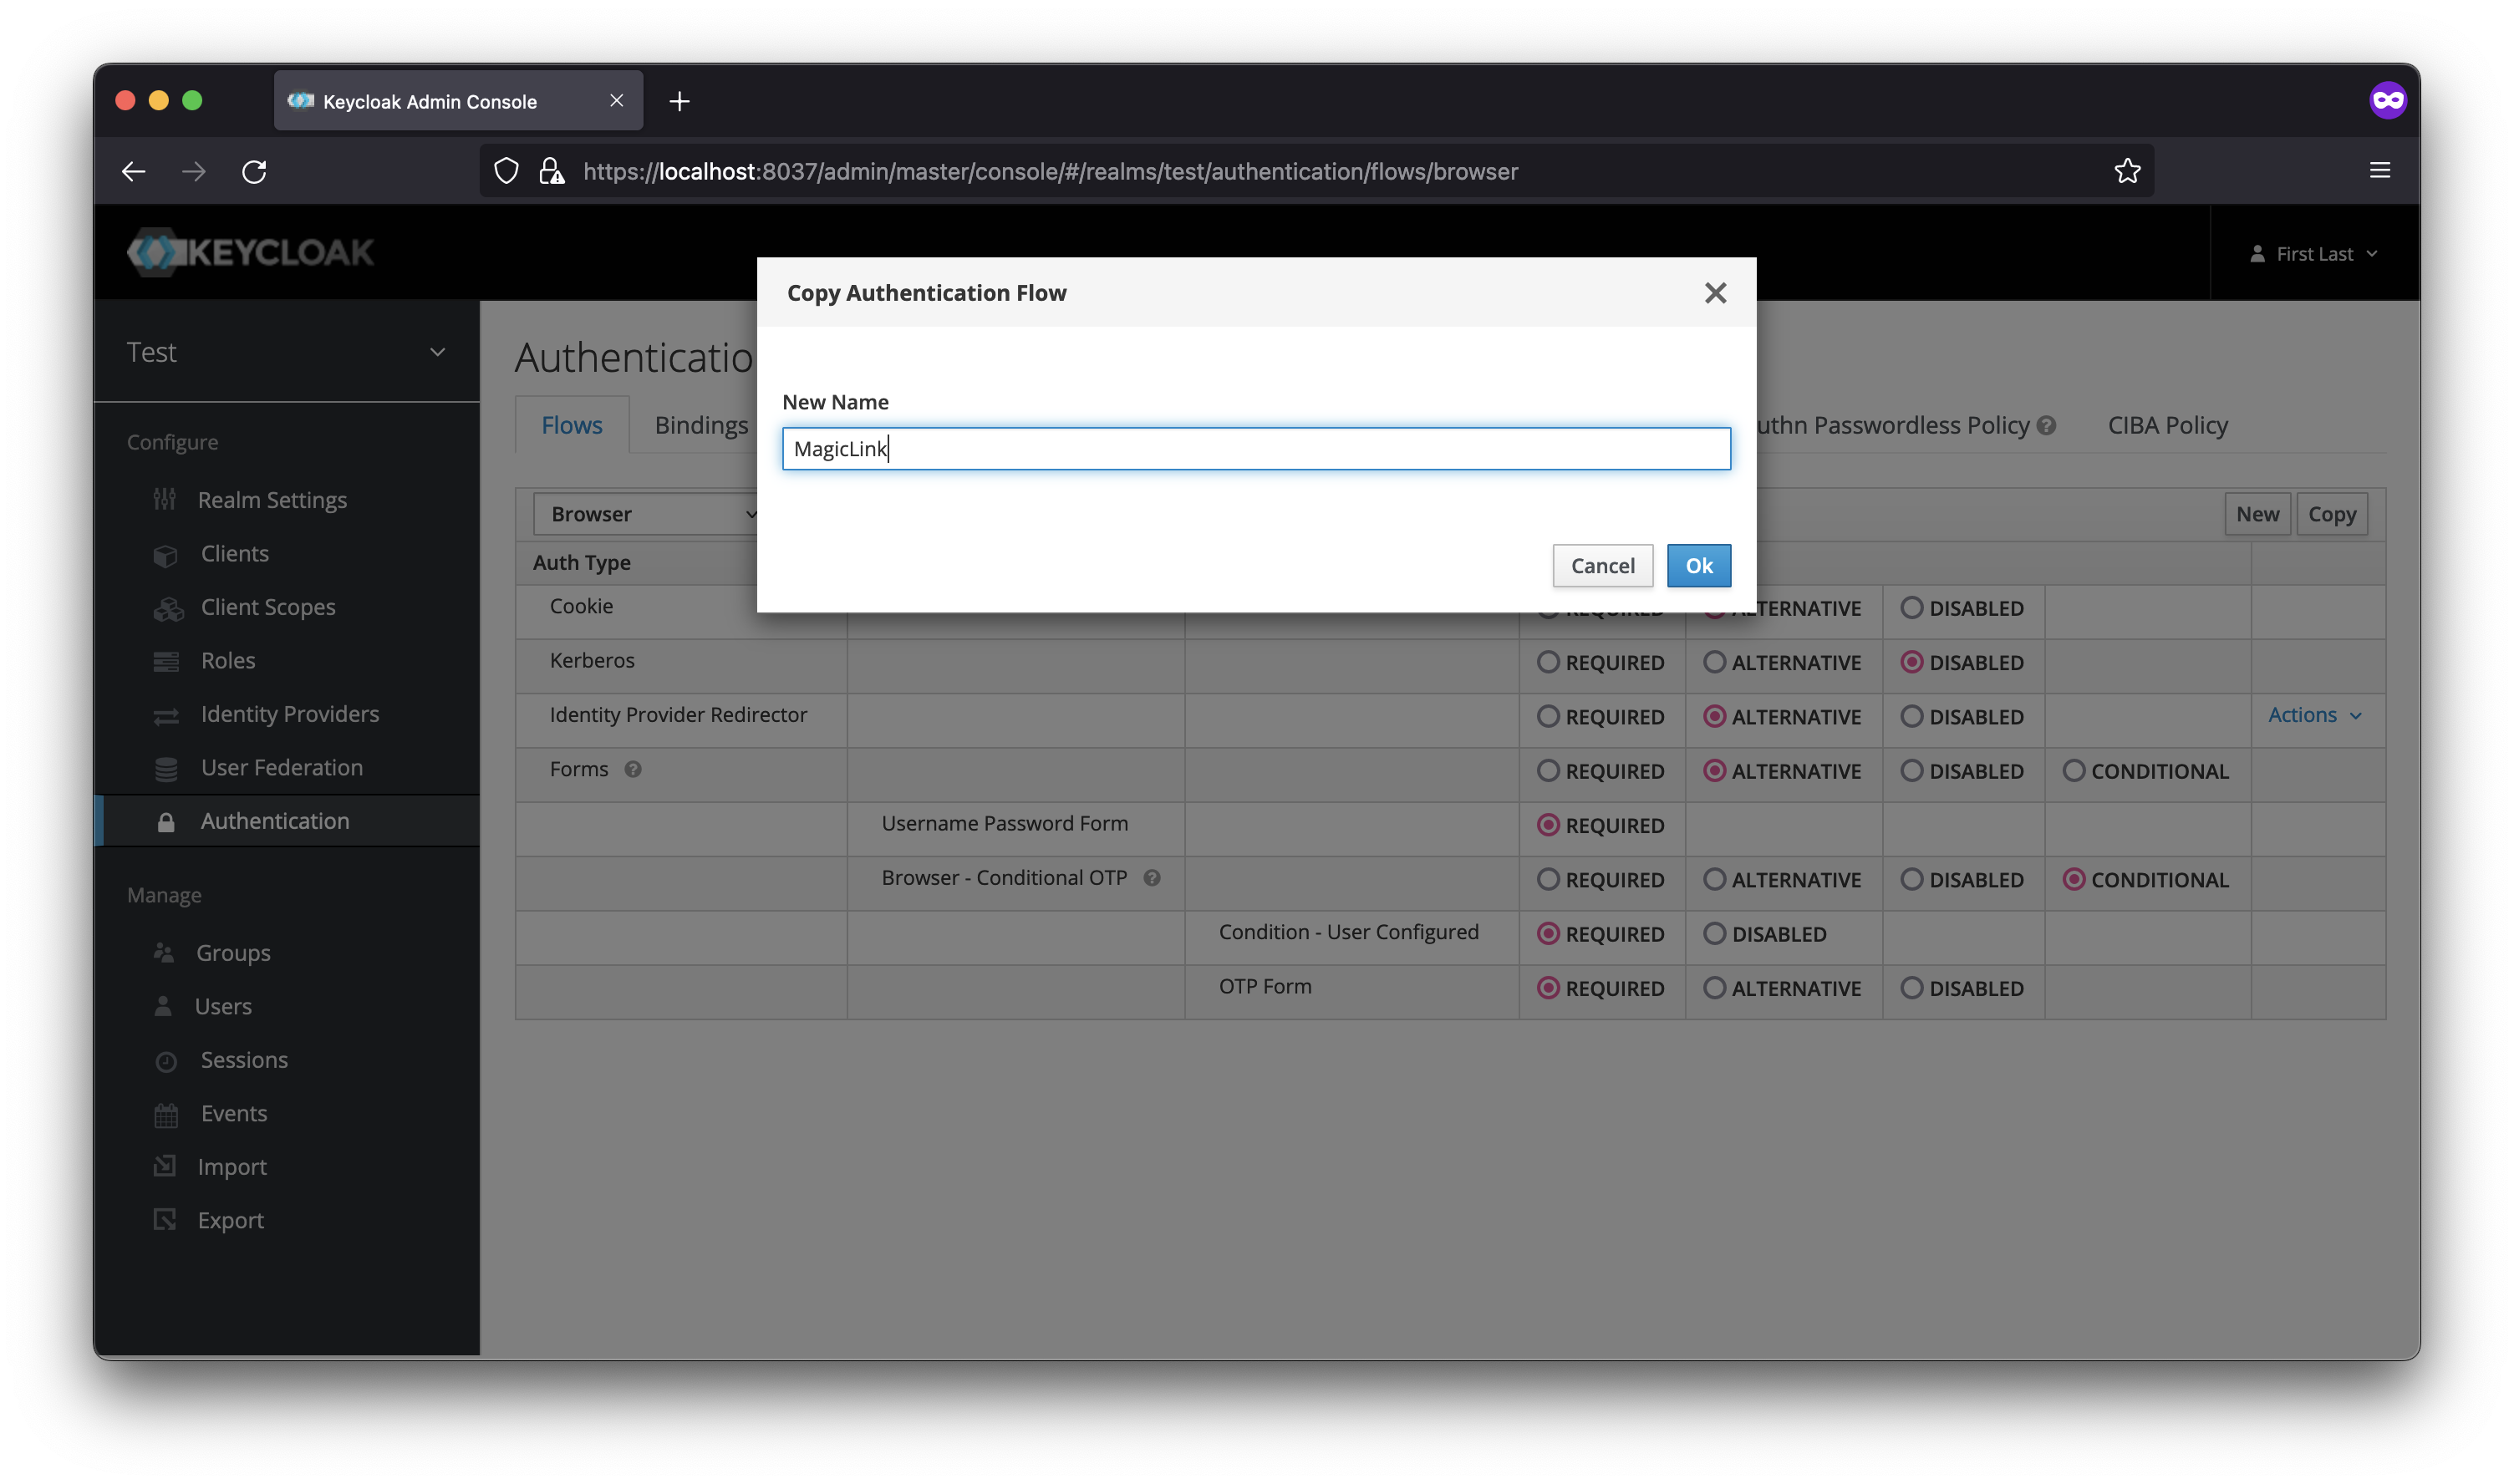 Keycloak Admin Console
https://localhost:8037/admin/master/console/#/realms/test/authentication/flows/browser
KEYCLOAK
First Last
Test
Configure
Realm Settings
Clients
Client Scopes
Roles
Identity Providers
User Federation
Authentication
Manage
Groups
Users
Sessions
Events
Import
Export
Copy Authentication Flow
New Name
MagicLink
Cancel Ok
Authenticatio
Flows Bindings uthn Passwordless Policy CIBA Policy
Browser New Copy
Auth Type
Cookie REQUIRED ALTERNATIVE DISABLED
Kerberos REQUIRED ALTERNATIVE DISABLED
Identity Provider Redirector REQUIRED ALTERNATIVE DISABLED Actions
Forms REQUIRED ALTERNATIVE DISABLED CONDITIONAL
Username Password Form REQUIRED
Browser - Conditional OTP REQUIRED ALTERNATIVE DISABLED CONDITIONAL
Condition - User Configured REQUIRED DISABLED
OTP Form REQUIRED ALTERNATIVE DISABLED